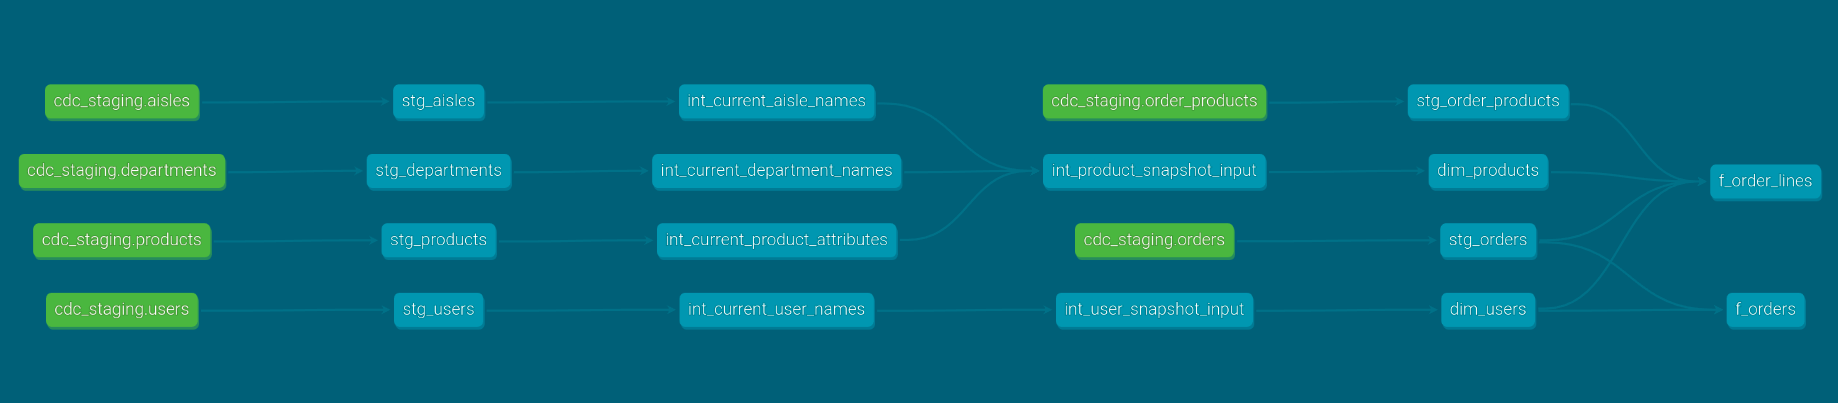 cdc_staging.aisles
stg_aisles
int_current_aisle_names
cdc_staging.order_products
stg_order_products
cdc_staging.departments
stg_departments
int_current_department_names
int_product_snapshot_input
dim_products
f_order_lines
cdc_staging.products
stg_products
int_current_product_attributes
cdc_staging.orders
stg_orders
cdc_staging.users
stg_users
int_current_user_names
int_user_snapshot_input
dim_users
f_orders